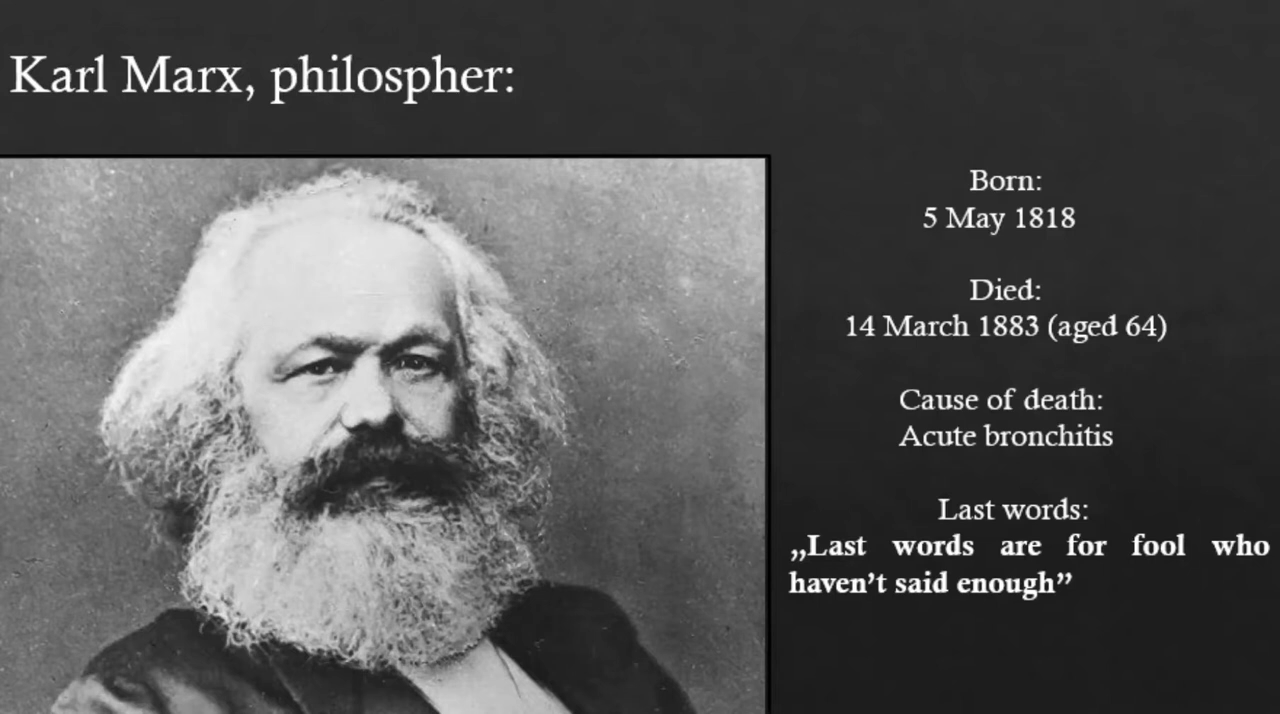 Karl Marx, philospher:
Born:
5 May 1818
Died:
14 March 1883 (aged 64)
Cause of death:
Acute bronchitis
Last words:
„Last words are for fool who
haven’t said enough”